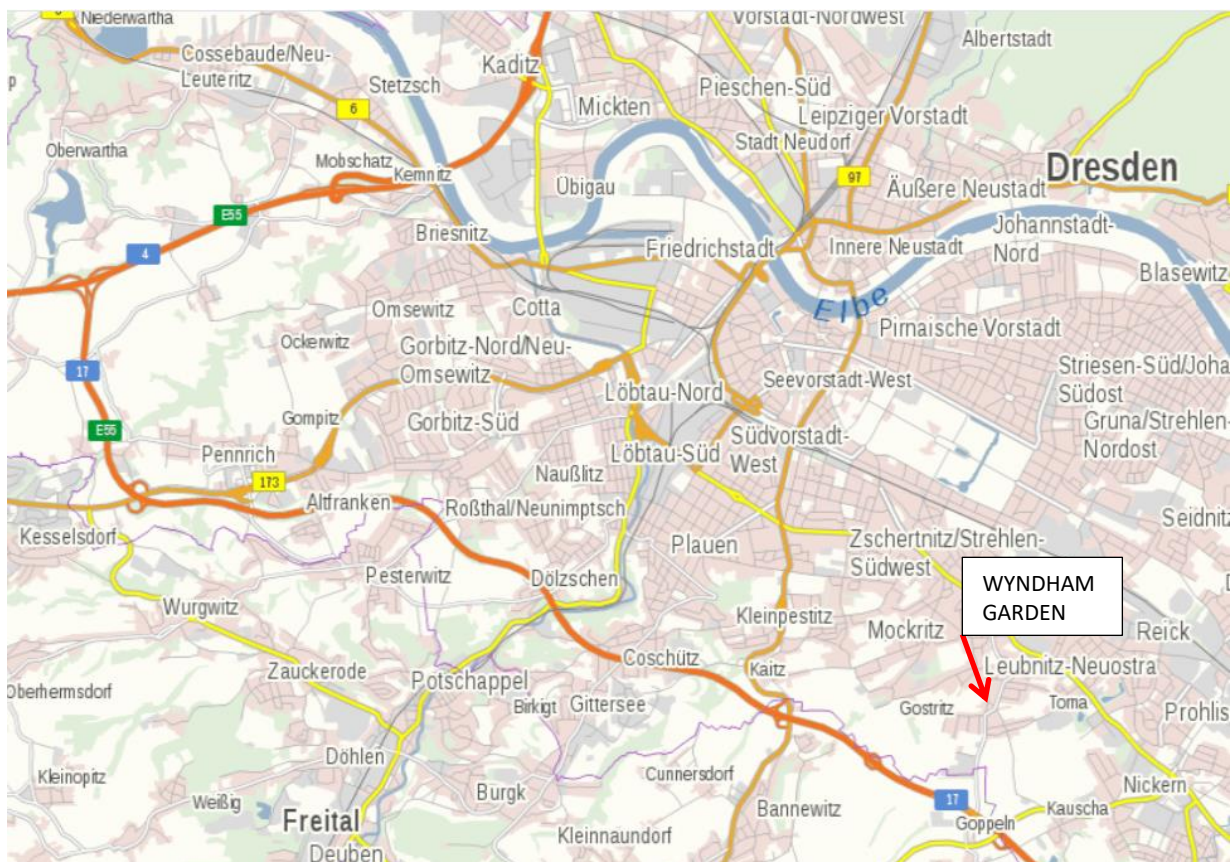 Niederwartha
Vorstadt-Nordwest
Albertstadt
Cossebaude/Neu-
Leuteritz
Stetzsch
Kaditz
Mickten
Pieschen-Süd
Leipziger Vorstadt
Stadt Neudorf
6
Oberwartha
Mobschatz
Kemnitz
Übigau
97
Dresden
Äußere Neustadt
E55
4
Briesnitz
Friedrichstadt
Innere Neustadt
Johannstadt-
Nord
Blasewitz
Elbe
Omsewitz
Cotta
Pirnaische Vorstadt
Ockerwitz
Gorbitz-Nord/Neu-
Omsewitz
17
Löbtau-Nord
Seevorstadt-West
Striesen-Süd/Joha
Südost
Gompitz
Gorbitz-Süd
Gruna/Strehlen-
Nordost
E55
Pennrich
Löbtau-Süd
Südvorstadt-
West
173
Naußlitz
Altfranken
Roßthal/Neunimptsch
Kesselsdorf
Plauen
Zschertnitz/Strehlen-
Südwest
Seidnitz
Pesterwitz
Dölzschen
WYNDHAM
GARDEN
Wurgwitz
Kleinpestitz
Mockritz
Reick
Zauckerode
Coschütz
Kaitz
Leubnitz-Neuostra
Oberhermsdorf
Potschappel
Birkigt
Gittersee
Gostritz
Torna
Prohlis
Döhlen
Kleinopitz
Cunnersdorf
Nickern
Weißig
Burgk
Bannewitz
17
Kauscha
Freital
Kleinnaundorf
Goppeln
Deuben